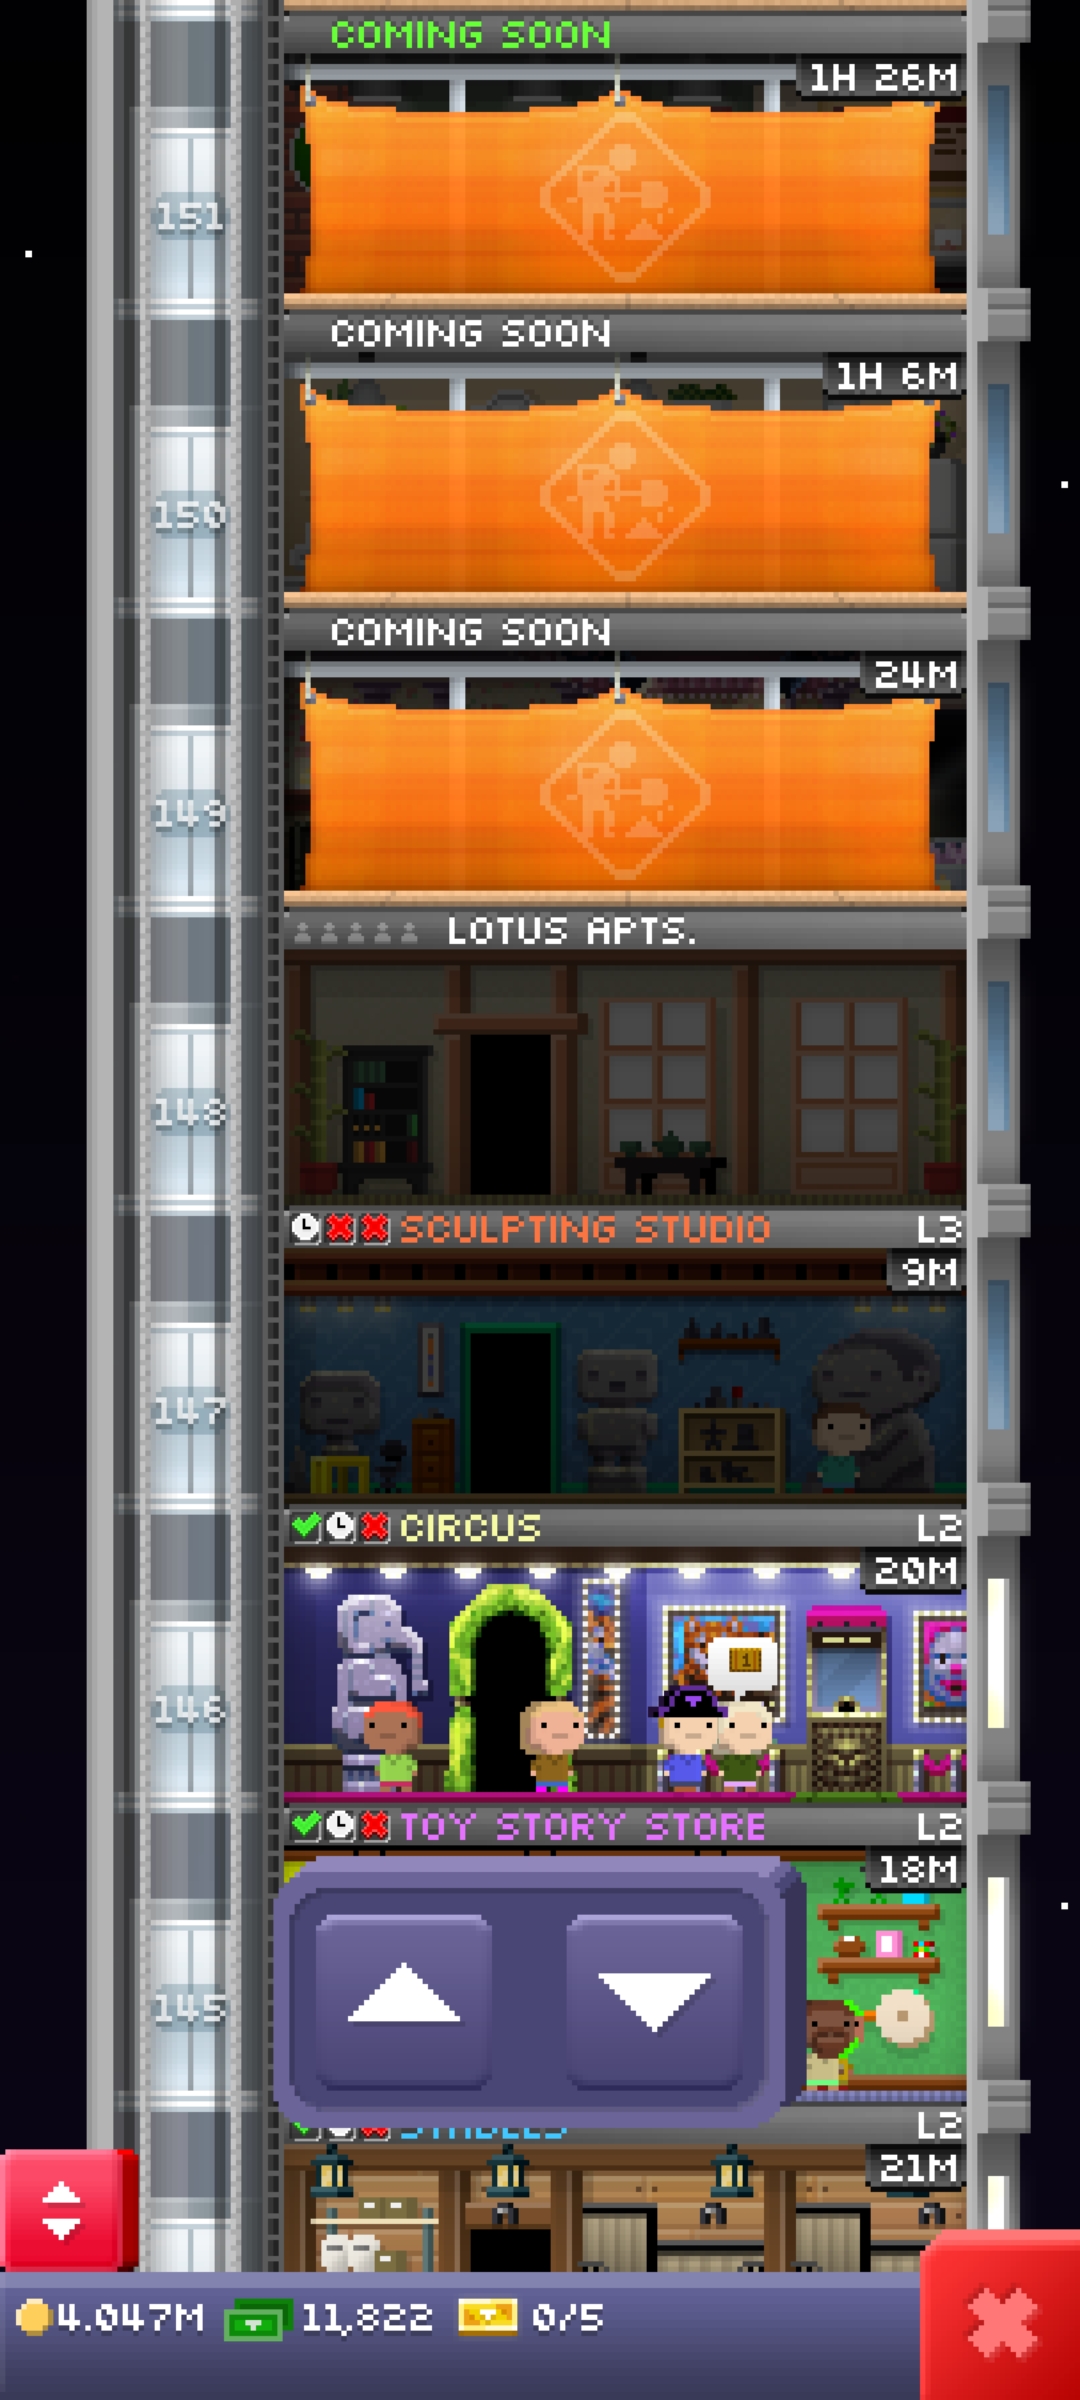 COMING SOON
1H 26M
151
COMING SOON
1H 6M
150
COMING SOON
24M
149
LOTUS APTS.
148
SCULPTING STUDIO L3
9M
147
CIRCUS L2
20M
1
146
TOY STORY STORE L2
18M
145
STABLES L2
21M
4.047M 11,822 0/5